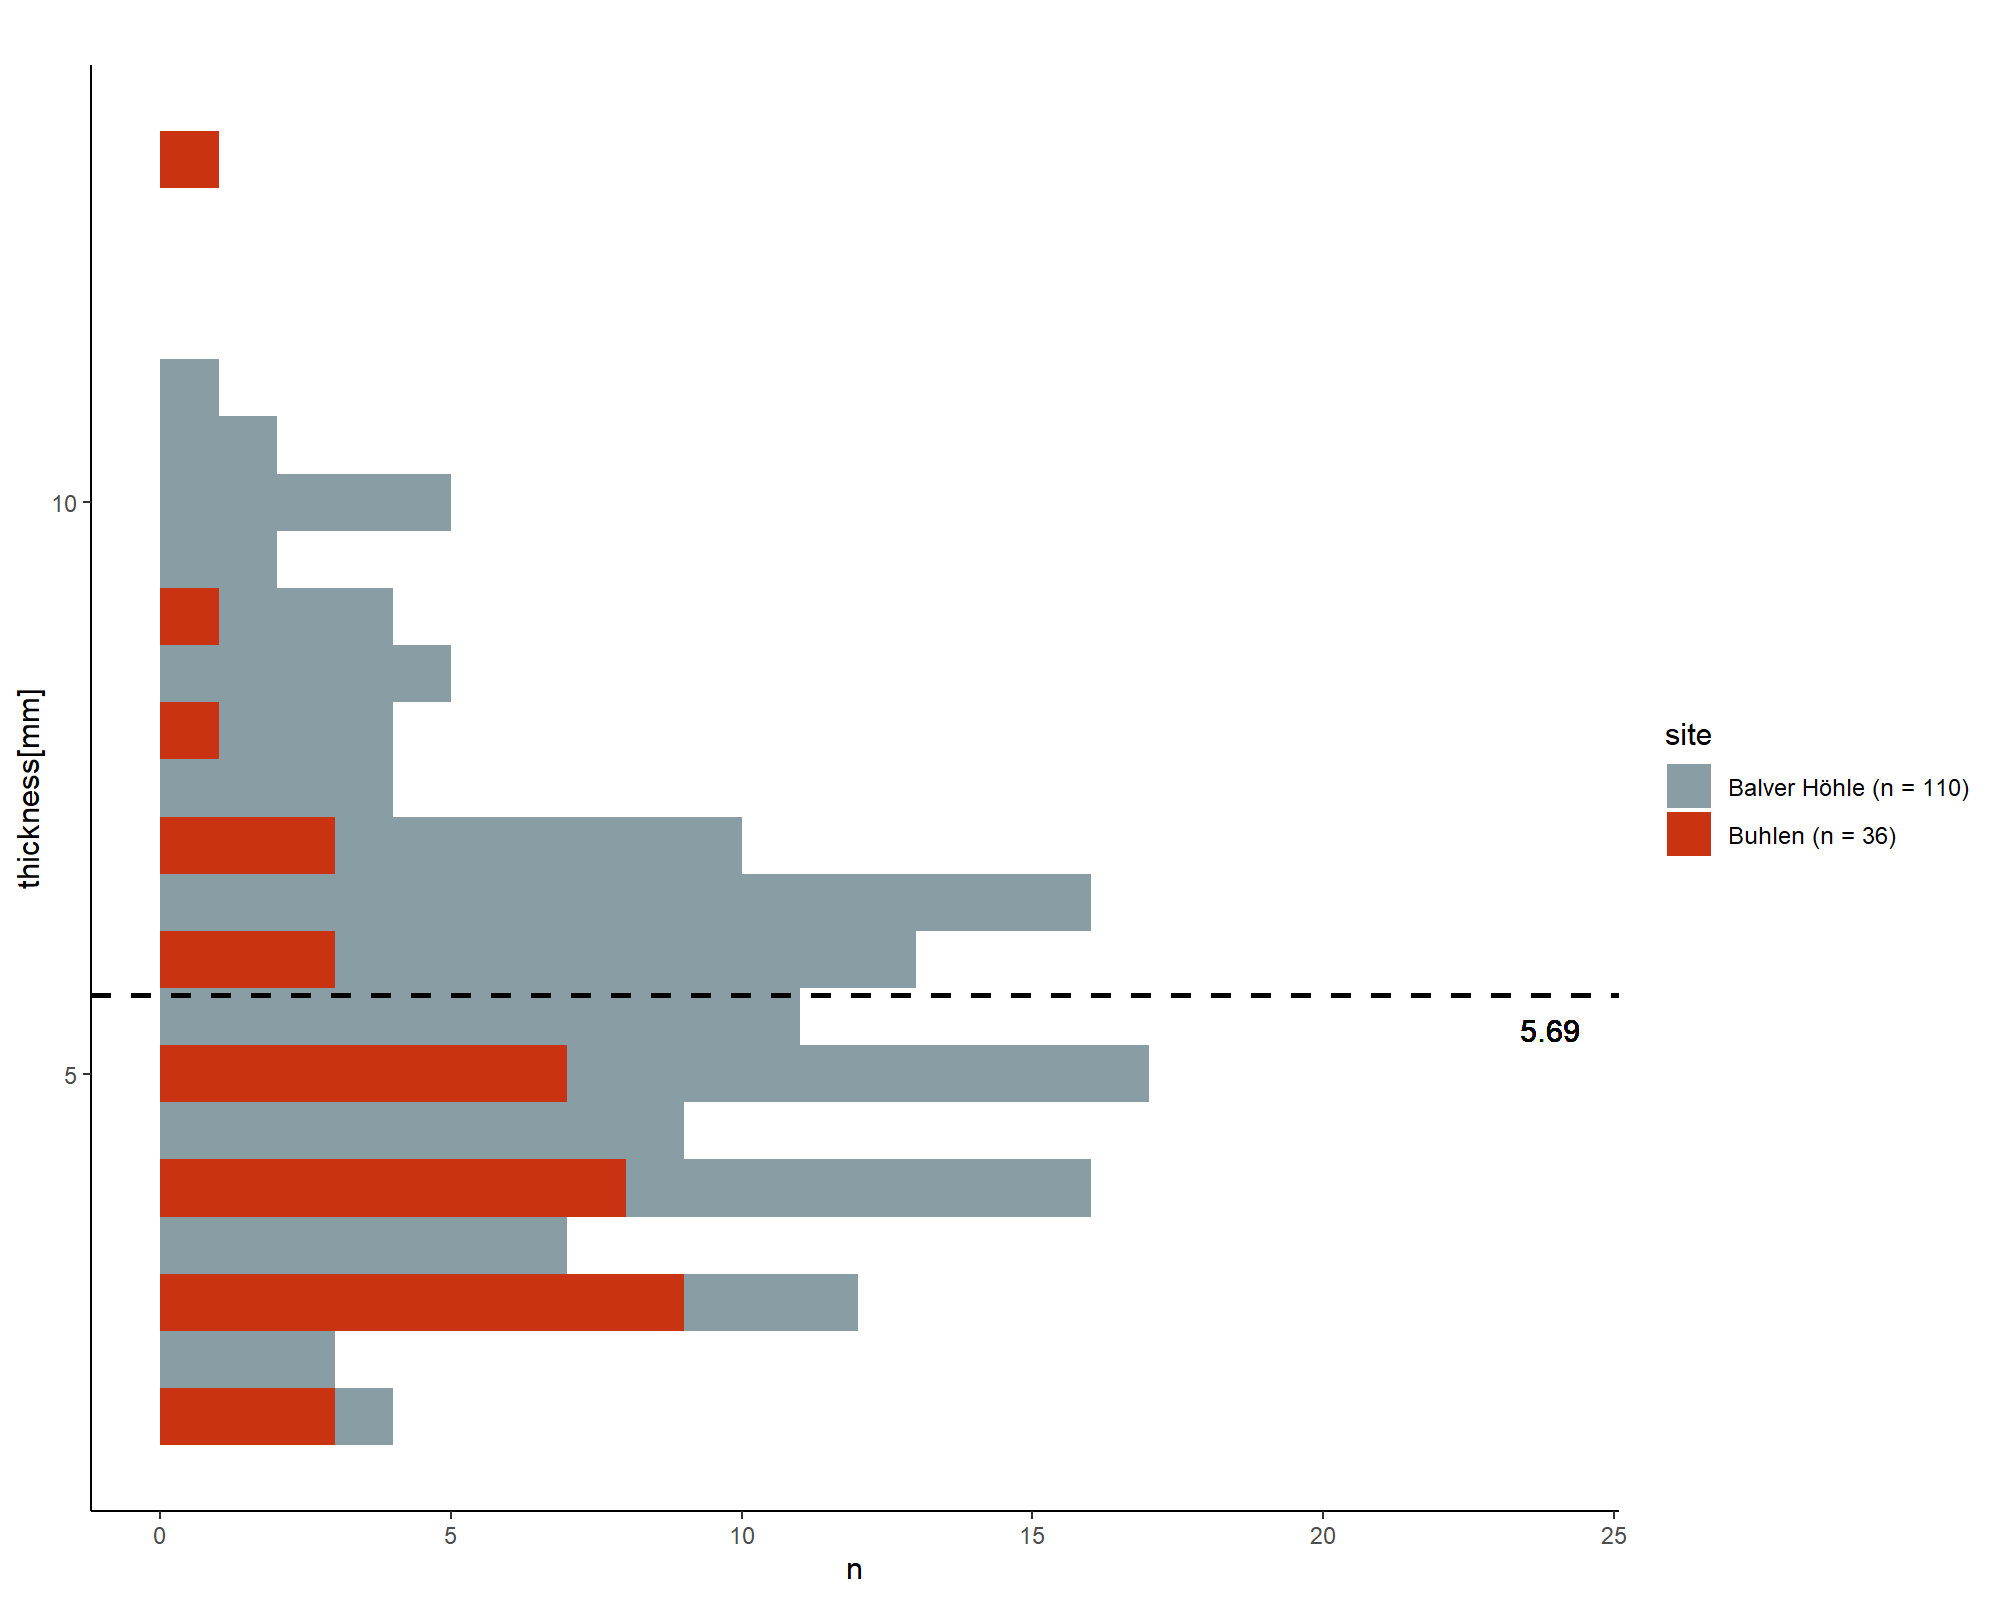 10
thickness[mm]
5
5.69
0 5 10 15 20 25
n
site
Balver Höhle (n = 110)
Buhlen (n = 36)